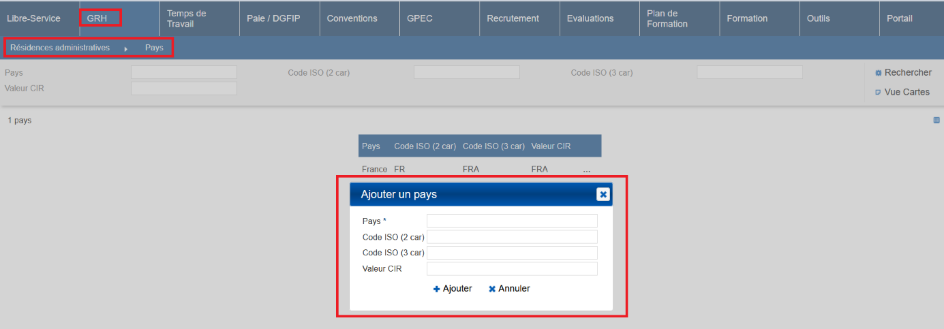 Libre-Service GRH Temps de Travail Paie / DGFIP Conventions GPEC Recrutement Evaluations Plan de Formation Formation Outils Portail
Résidences administratives Pays
Pays Code ISO (2 car) Code ISO (3 car) Rechercher
Valeur CIR Vue Cartes
1 pays
Pays Code ISO (2 car) Code ISO (3 car) Valeur CIR
France FR FRA FRA ...
Ajouter un pays
Pays *
Code ISO (2 car)
Code ISO (3 car)
Valeur CIR
Ajouter Annuler